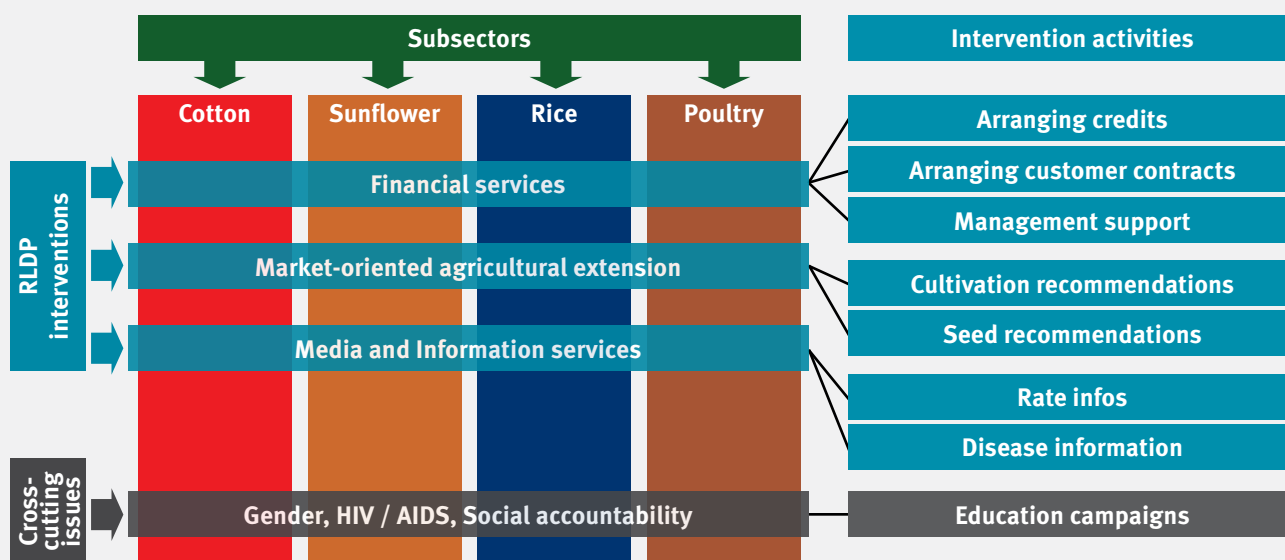 Subsectors
Intervention activities
Cotton
Sunflower
Rice
Poultry
RLDP
interventions
Financial services
Arranging credits
Arranging customer contracts
Management support
Market-oriented agricultural extension
Cultivation recommendations
Seed recommendations
Media and Information services
Rate infos
Disease information
Cross-
cutting
issues
Gender, HIV / AIDS, Social accountability
Education campaigns